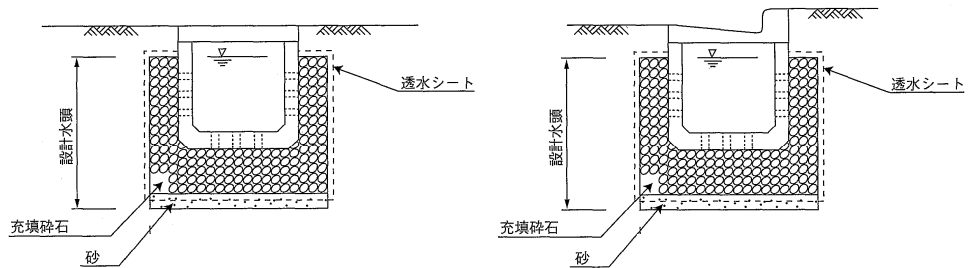 透水シート
設計水頭
充填砕石
砂
透水シート
設計水頭
充填砕石
砂